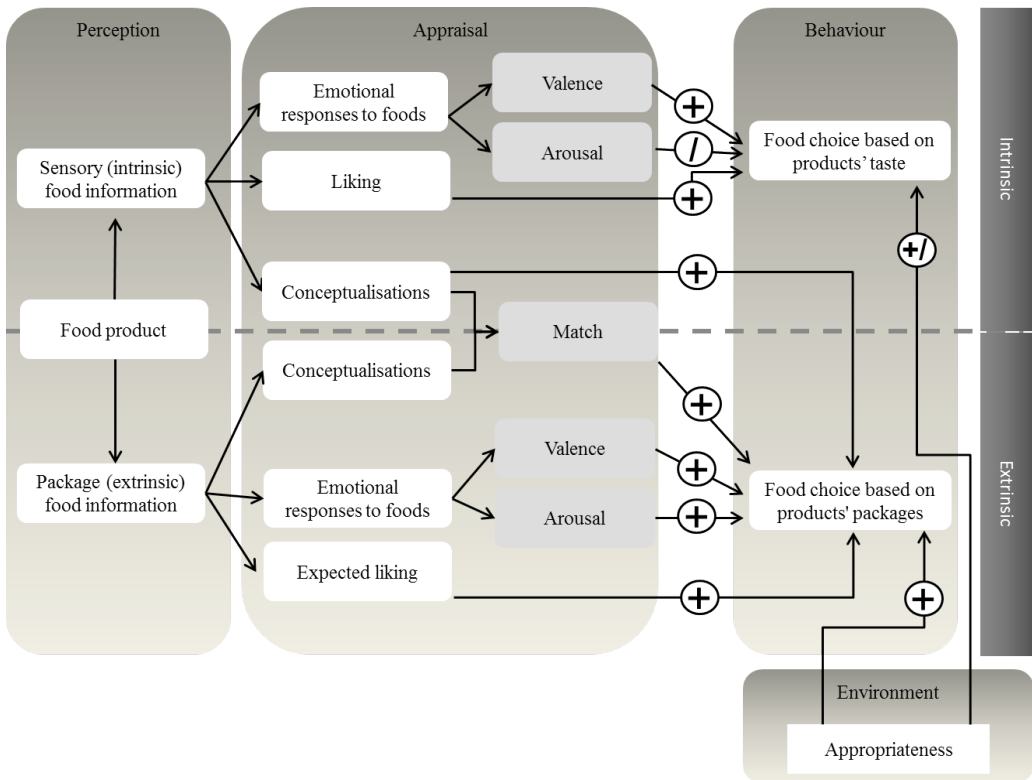 Perception
Appraisal
Behaviour
Emotional
responses to foods
Valence
+
Arousal
/
Food choice based on
products' taste
Sensory (intrinsic)
food information
Liking
+
+/
Conceptualisations
+
Food product
Match
Conceptualisations
+
Package (extrinsic)
food information
Emotional
responses to foods
Valence
+
Arousal
+
Food choice based on
products' packages
Expected liking
+
+
Intrinsic
Extrinsic
Environment
Appropriateness